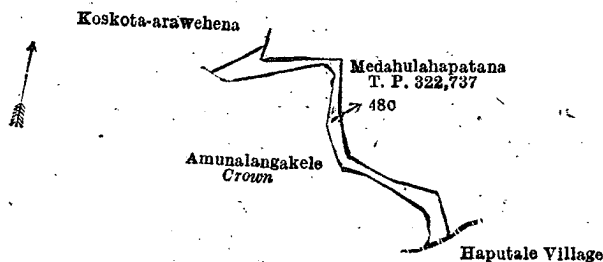 Koskota-arawehena
Medahulahapatana
T. P. 322,737
480
Amunalangakele
Crown
Haputale Village